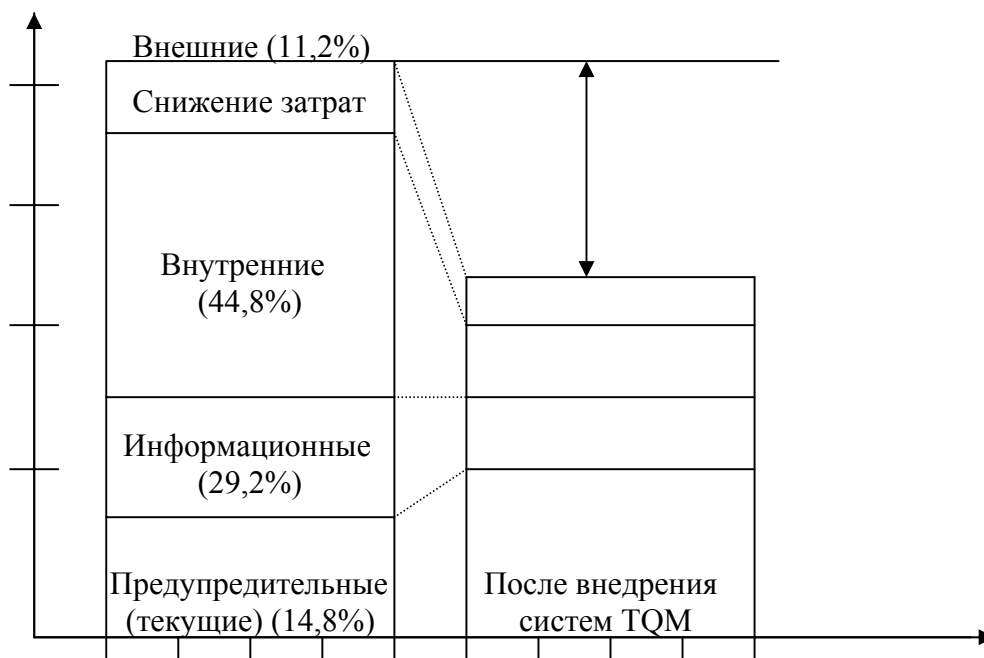 Внешние (11,2%)
Снижение затрат
Внутренние
(44,8%)
Информационные
(29,2%)
Предупредительные
(текущие) (14,8%)
После внедрения
систем TQM